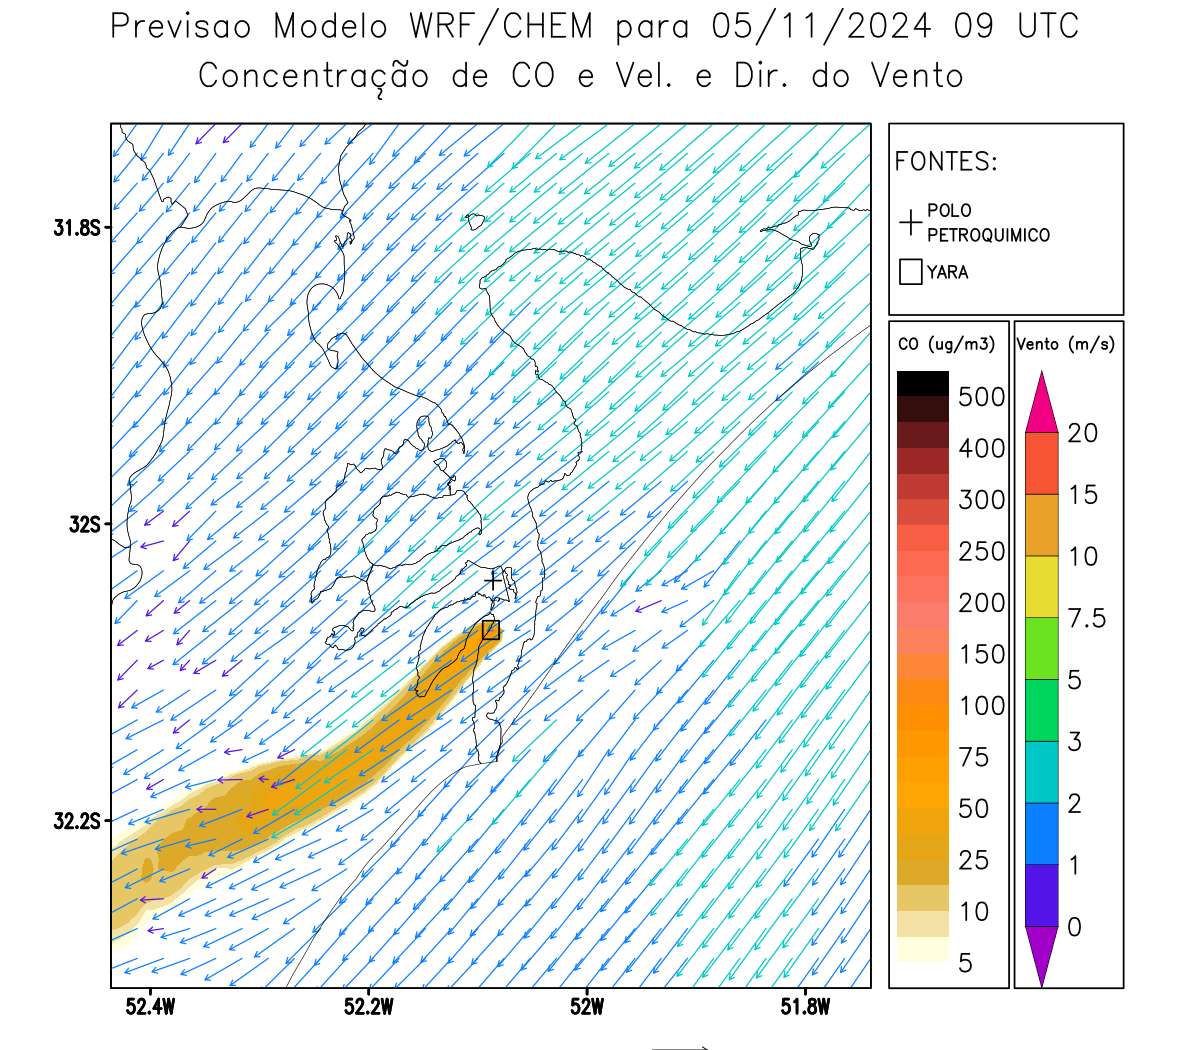 Previsao Modelo WRF/CHEM para 05/11/2024 09 UTC
Concentração de CO e Vel. e Dir. do Vento
FONTES:
POLO
PETROQUIMICO
YARA
CO (ug/m3)
500
400
300
250
200
150
100
75
50
25
10
5
Vento (m/s)
20
15
10
7.5
5
3
2
1
0
31.8S
32S
32.2S
52.4W
52.2W
52W
51.8W